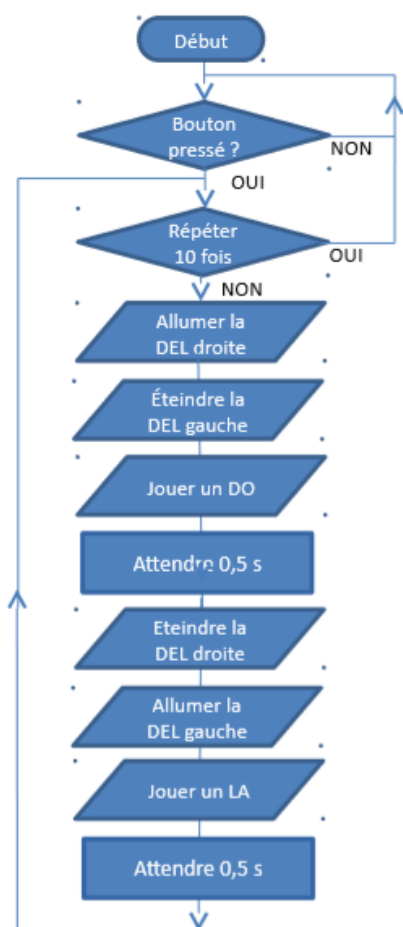 Début
Bouton
pressé ?
NON
OUI
Répéter
10 fois
OUI
NON
Allumer la
DEL droite
Éteindre la
DEL gauche
Jouer un DO
Attendre 0,5 s
Eteindre la
DEL droite
Allumer la
DEL gauche
Jouer un LA
Attendre 0,5 s